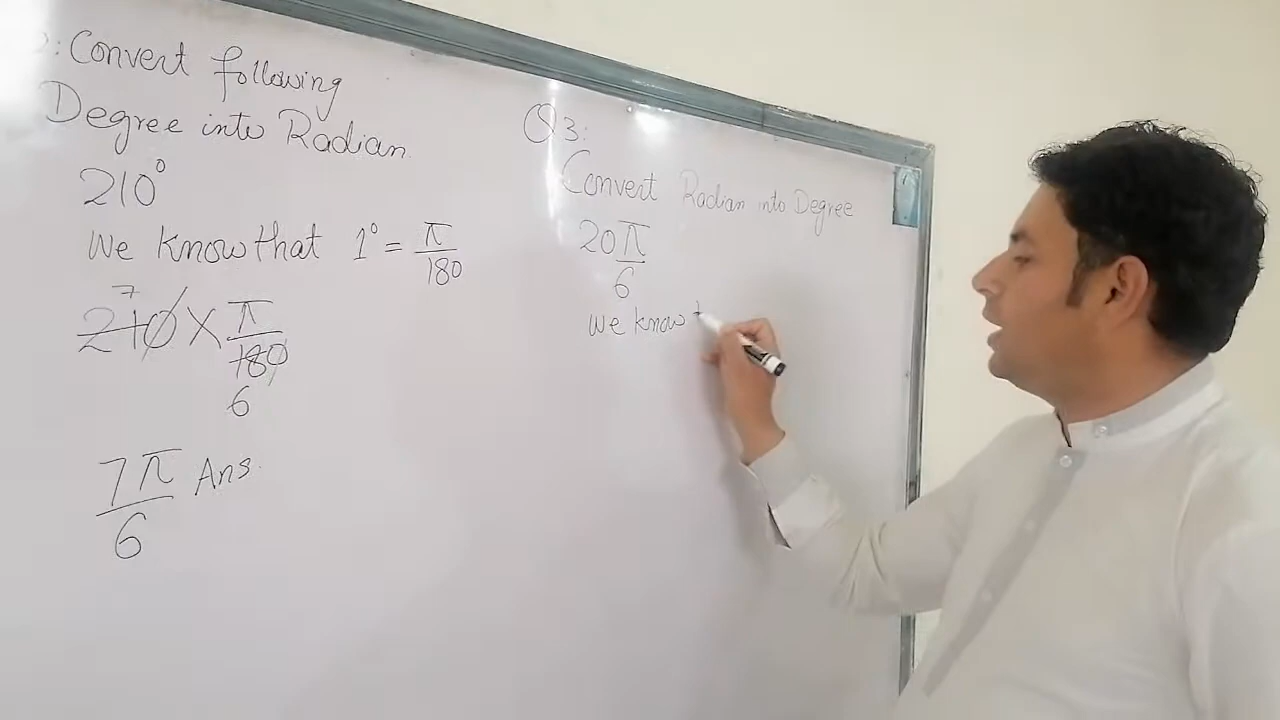 : Convert following
Degree into Radian.
210°
We know that 1° = π/180
7
210 X π/180
6
7π/6 Ans.
Q3:
Convert Radian into Degree
20π/6
We know t